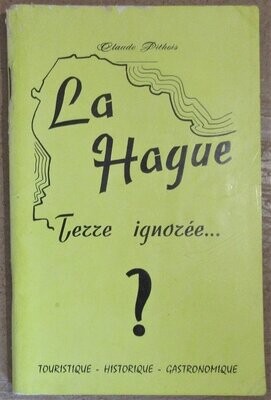 Claude Pithois
La
Hague
Terre ignorée...
?
TOURISTIQUE - HISTORIQUE - GASTRONOMIQUE